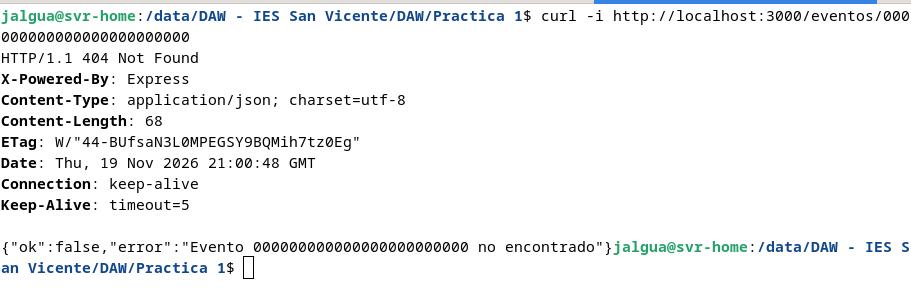 jalgua@svr-home:/data/DAW - IES San Vicente/DAW/Practica 1$ curl -i http://localhost:3000/eventos/000
000000000000000000000
HTTP/1.1 404 Not Found
X-Powered-By: Express
Content-Type: application/json; charset=utf-8
Content-Length: 68
ETag: W/"44-BUfsaN3L0MPEGSY9BQMih7tz0Eg"
Date: Thu, 19 Nov 2026 21:00:48 GMT
Connection: keep-alive
Keep-Alive: timeout=5

{"ok":false,"error":"Evento 000000000000000000000000 no encontrado"}jalgua@svr-home:/data/DAW - IES S
an Vicente/DAW/Practica 1$